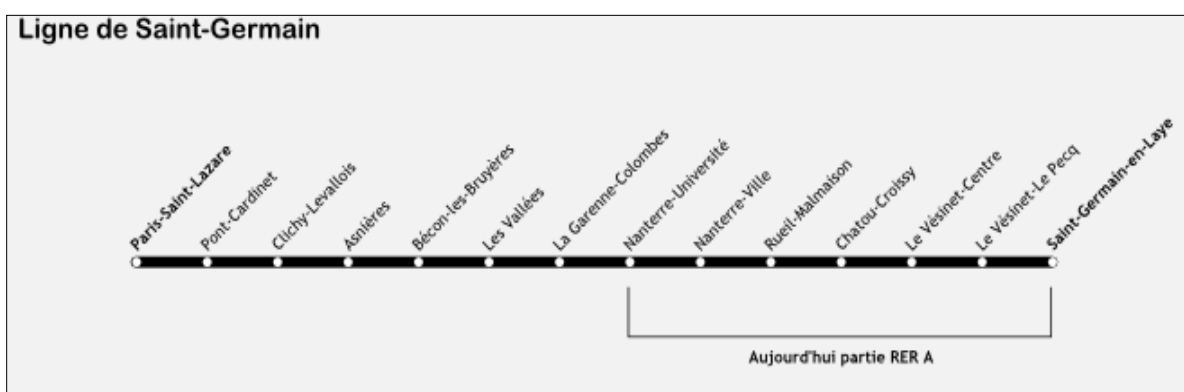 Ligne de Saint-Germain
Paris-Saint-Lazare
Pont-Cardinet
Clichy-Levallois
Asnières
Bécon-les-Bruyères
Les Vallées
La Garenne-Colombes
Nanterre-Université
Nanterre-Ville
Rueil-Malmaison
Chatou-Croissy
Le Vésinet-Centre
Le Vésinet-Le Pecq
Saint-Germain-en-Laye
Aujourd'hui partie RER A